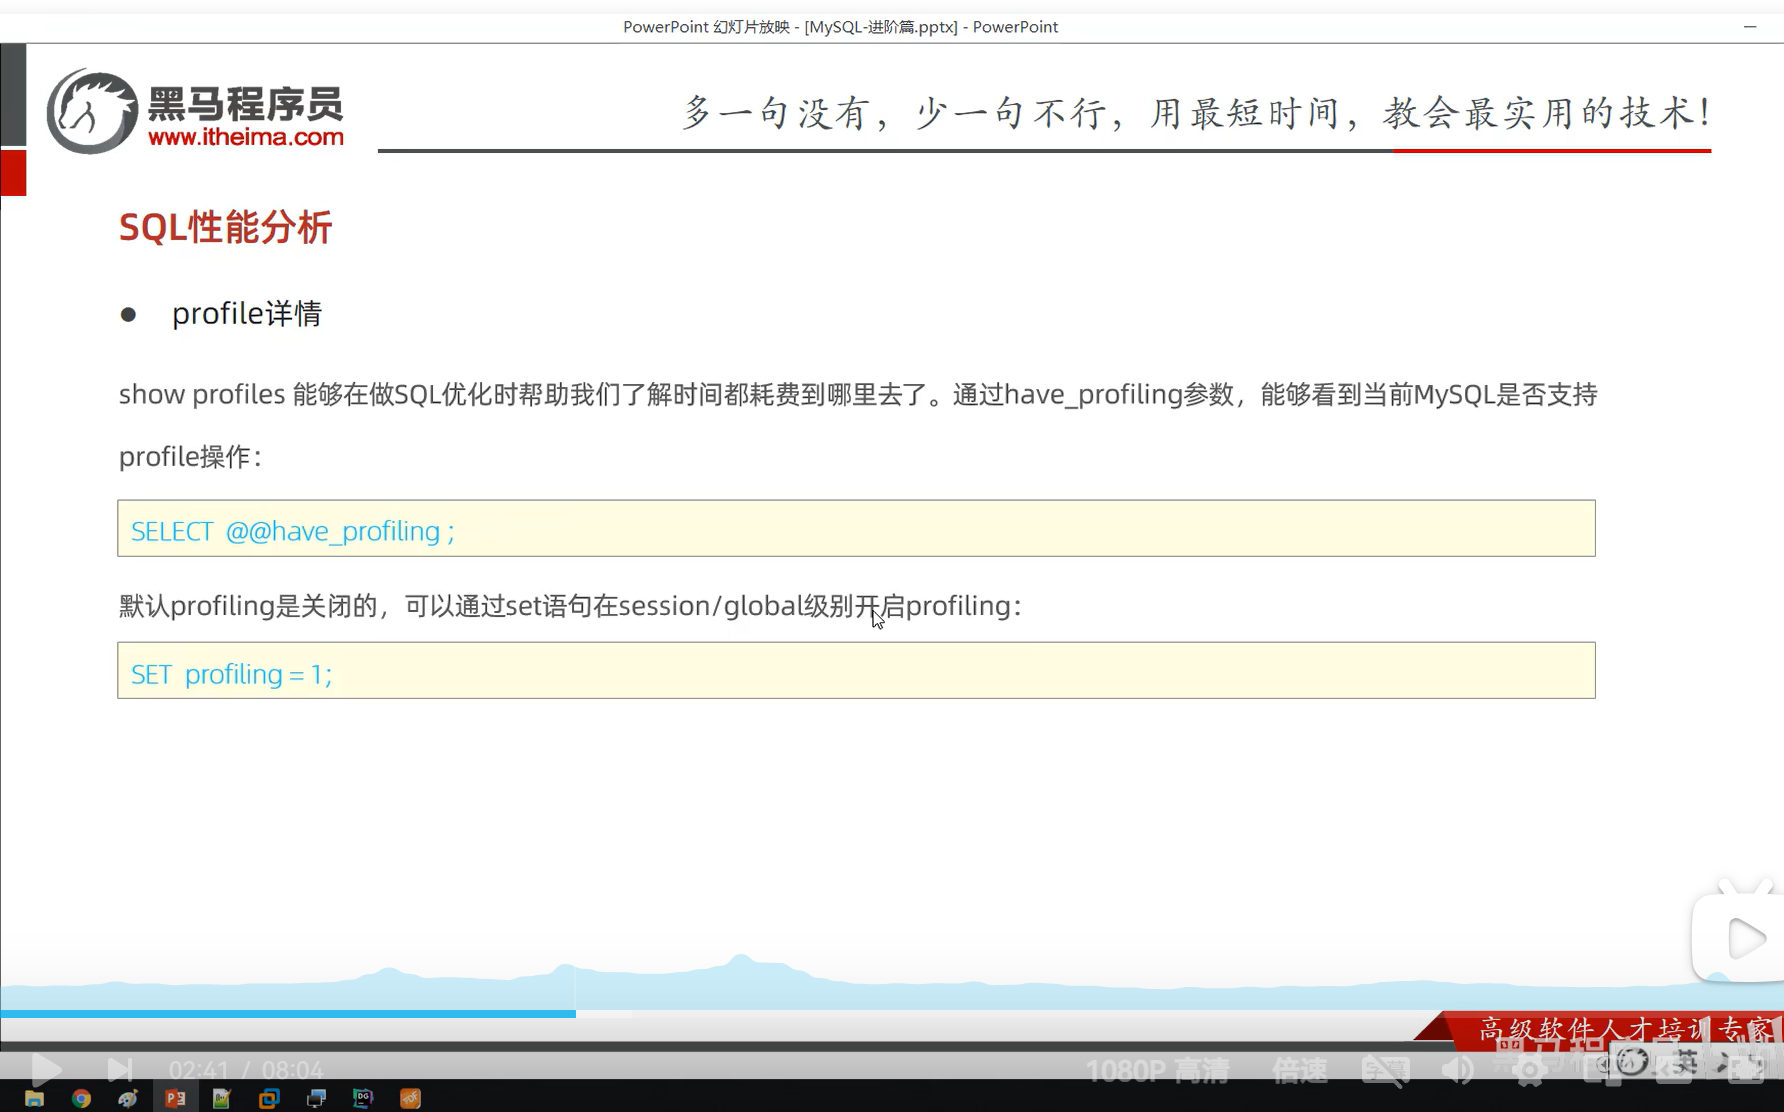 PowerPoint 幻灯片放映 - [MySQL-进阶篇.pptx] - PowerPoint
黑马程序员
www.itheima.com
多一句没有，少一句不行，用最短时间，教会最实用的技术！
SQL性能分析
● profile详情
show profiles 能够在做SQL优化时帮助我们了解时间都耗费到哪里去了。通过have_profiling参数，能够看到当前MySQL是否支持
profile操作：
SELECT @@have_profiling ;
默认profiling是关闭的，可以通过set语句在session/global级别开启profiling：
SET profiling = 1;
高级软件人才培训专家
02:41 / 08:04
1080P 高清
倍速
英